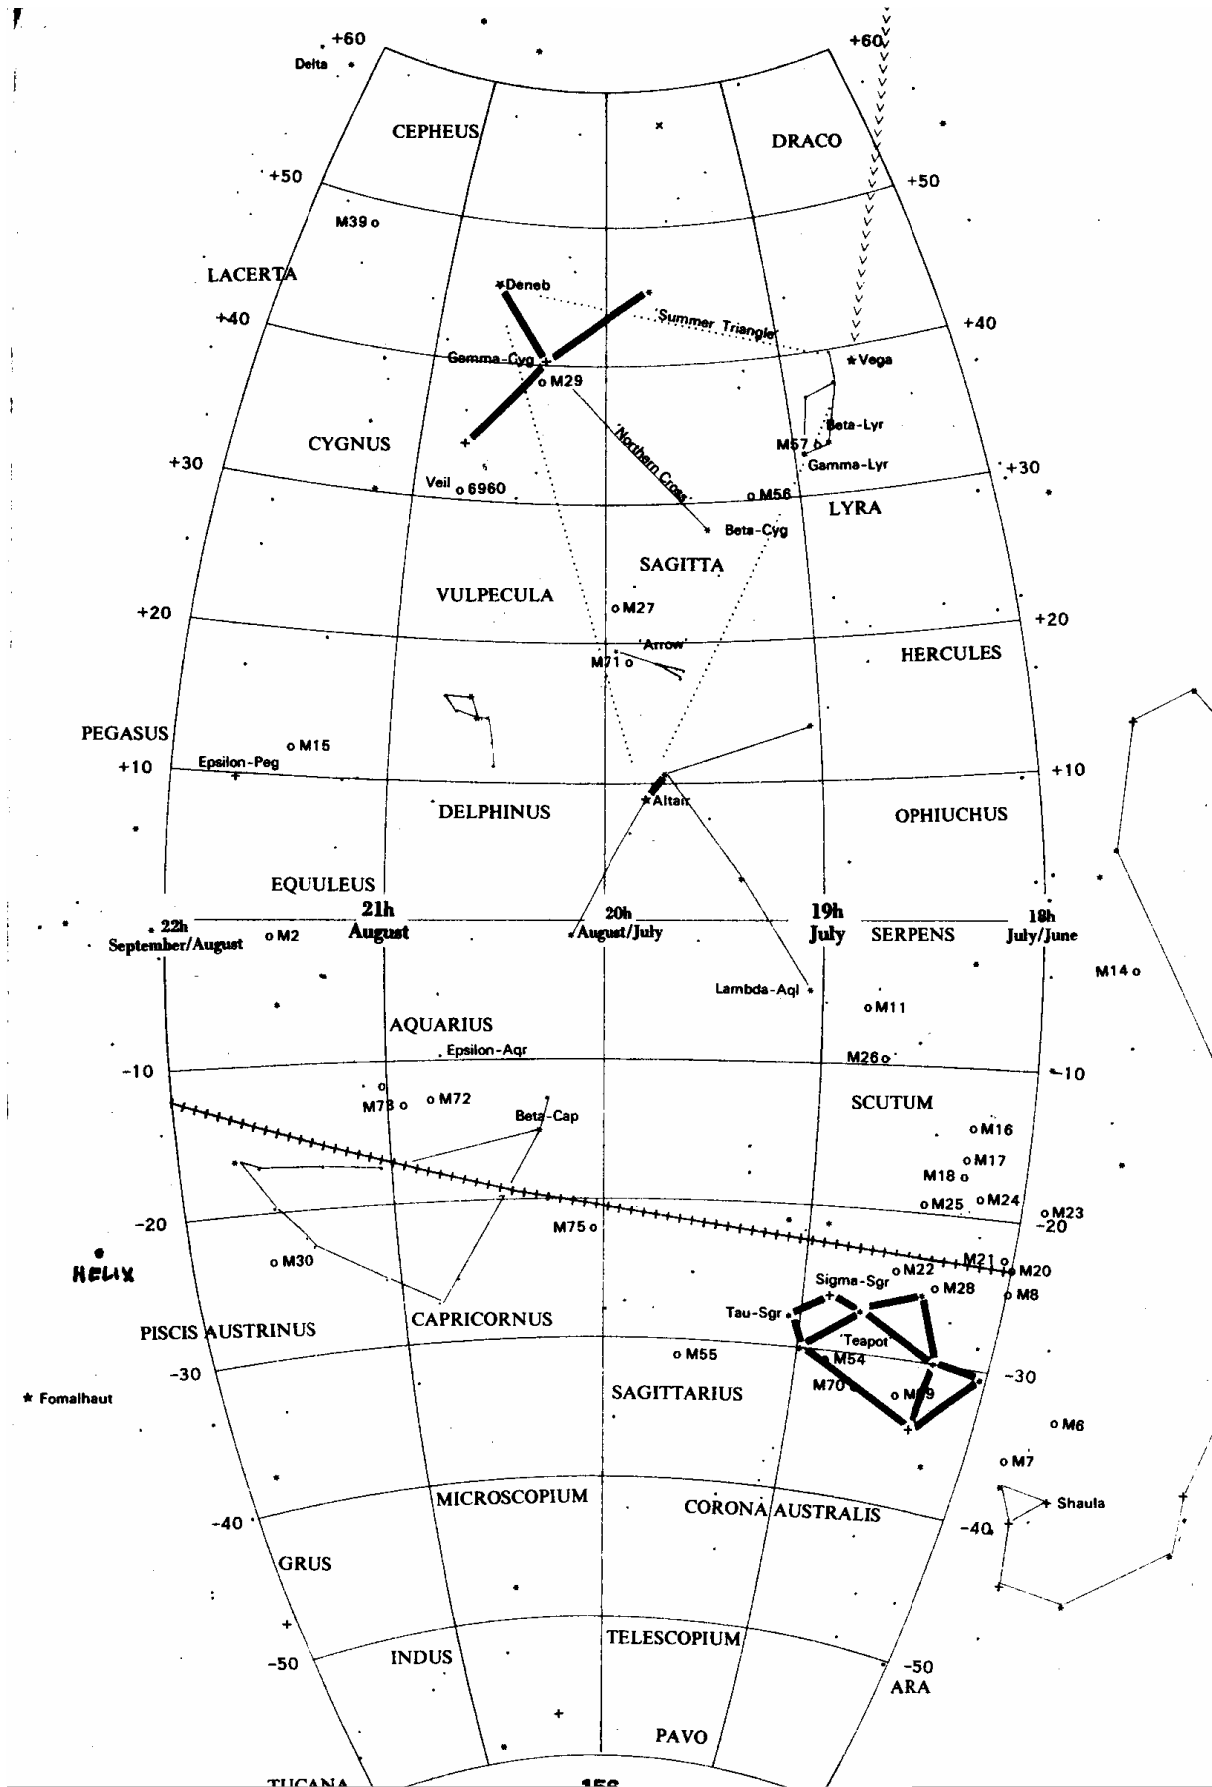 +60
+60
Delta
CEPHEUS
DRACO
+50
+50
M39
LACERTA
Deneb
+40
'Summer Triangle'
+40
Gamma-Cyg
Vega
M29
Beta-Lyr
CYGNUS
'Northern Cross'
M57
+30
Gamma-Lyr
+30
Veil
6960
M56
LYRA
Beta-Cyg
SAGITTA
VULPECULA
M27
+20
+20
'Arrow'
HERCULES
M71
PEGASUS
M15
Epsilon-Peg
+10
+10
Altair
DELPHINUS
OPHIUCHUS
EQUULEUS
22h
21h
20h
19h
18h
September/August
August
August/July
July
SERPENS
July/June
M2
M14
Lambda-Aql
M11
AQUARIUS
Epsilon-Aqr
M26
-10
-10
M73
M72
Beta-Cap
SCUTUM
M16
M17
M18
M25
M24
M23
-20
M75
-20
HELIX
M30
M21
M22
M20
Sigma-Sgr
M28
M8
Tau-Sgr
CAPRICORNUS
PISCIS AUSTRINUS
'Teapot'
M55
M54
-30
-30
Fomalhaut
SAGITTARIUS
M70
M69
M6
M7
MICROSCOPIUM
CORONA AUSTRALIS
Shaula
-40
-40
GRUS
TELESCOPIUM
INDUS
-50
-50
ARA
PAVO
TUCANA